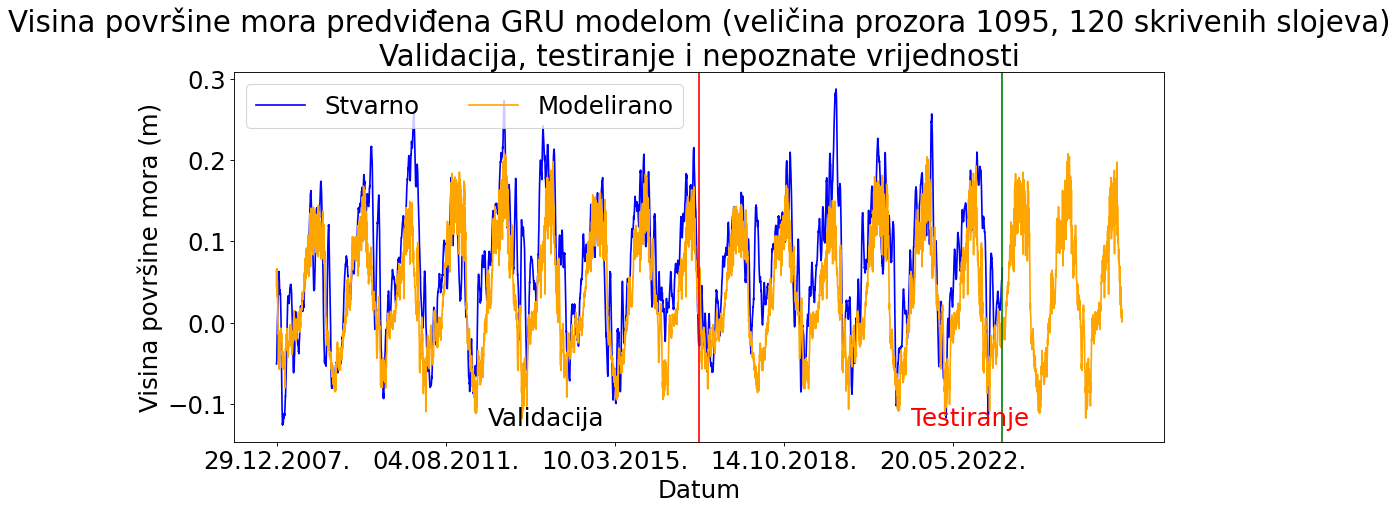 Visina površine mora predviđena GRU modelom (veličina prozora 1095, 120 skrivenih slojeva)
Validacija, testiranje i nepoznate vrijednosti
Visina površine mora (m)
0.3
0.2
0.1
0.0
−0.1
Stvarno Modelirano
Validacija Testiranje
29.12.2007. 04.08.2011. 10.03.2015. 14.10.2018. 20.05.2022.
Datum